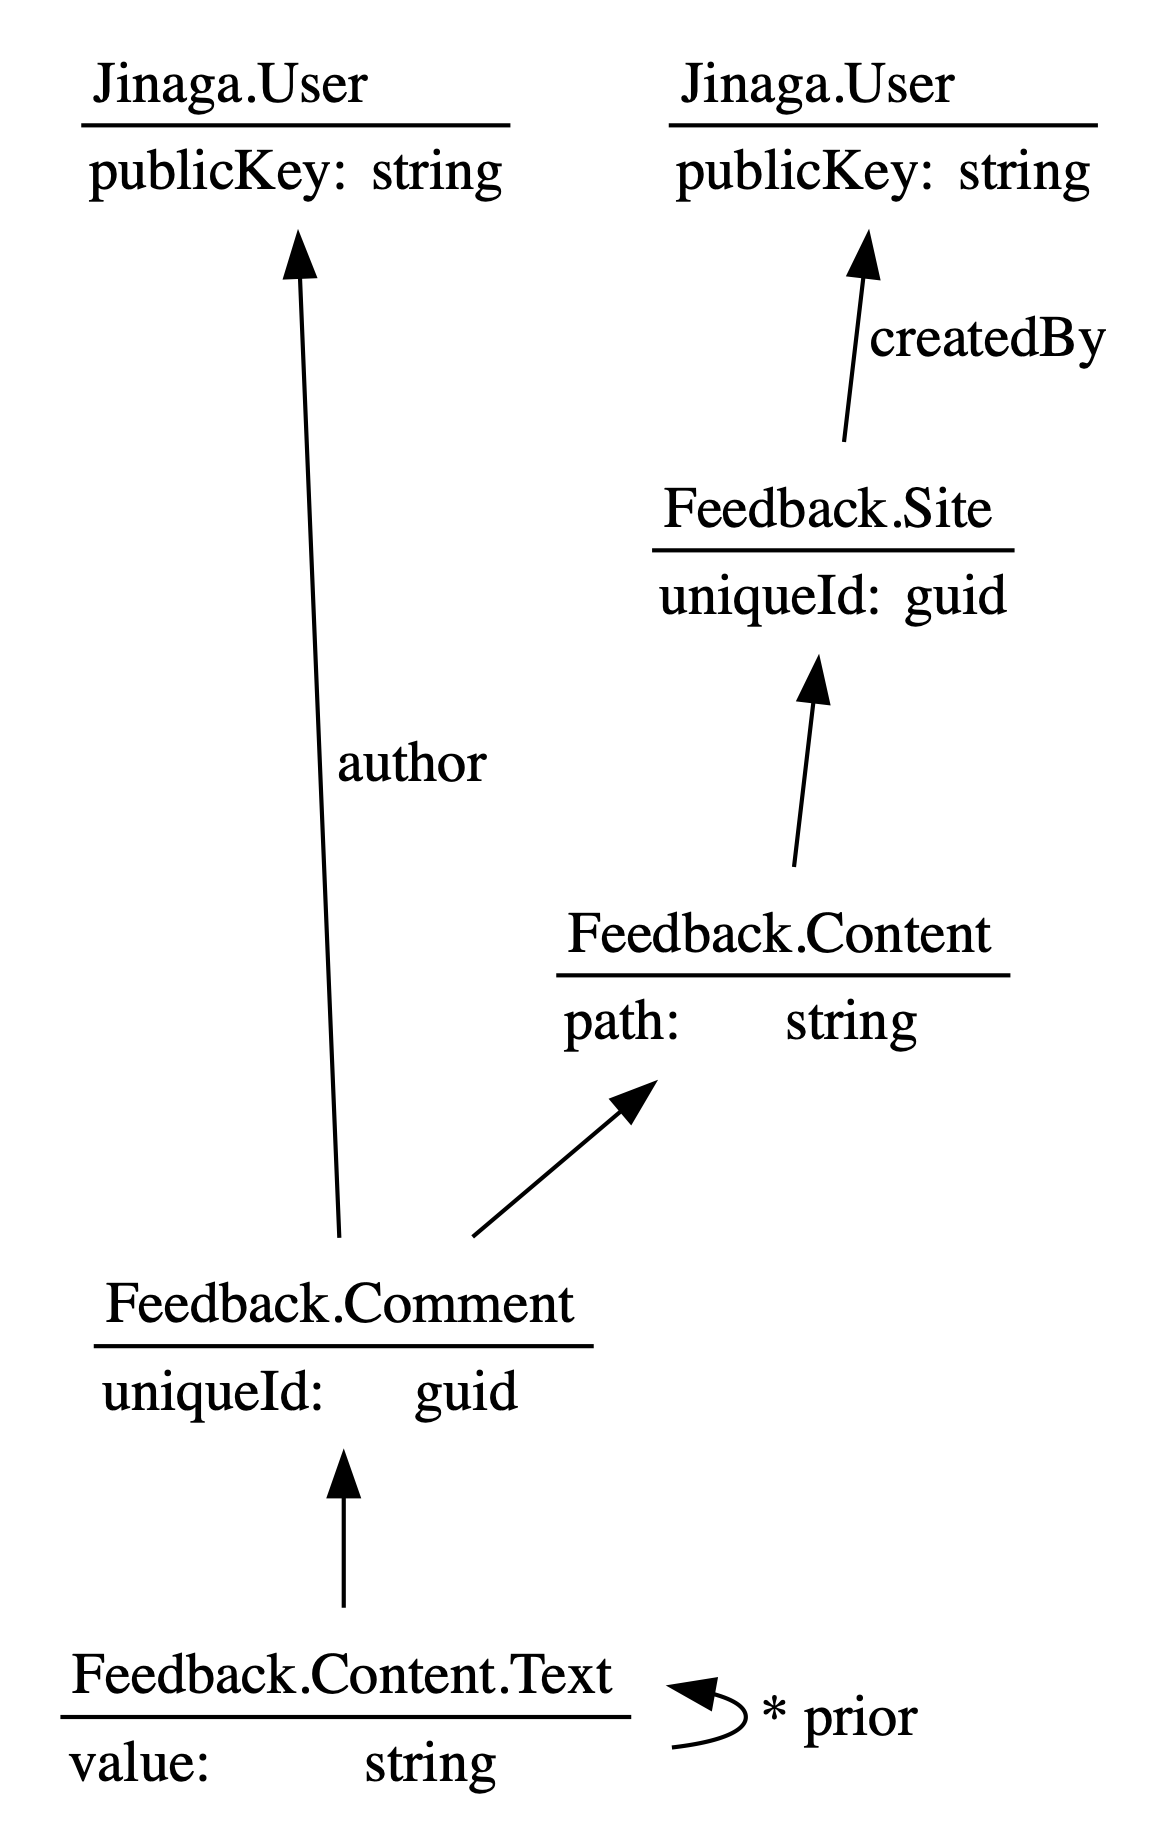 Jinaga.User
publicKey: string
Jinaga.User
publicKey: string
createdBy
Feedback.Site
uniqueId: guid
author
Feedback.Content
path: string
Feedback.Comment
uniqueId: guid
Feedback.Content.Text
value: string
* prior